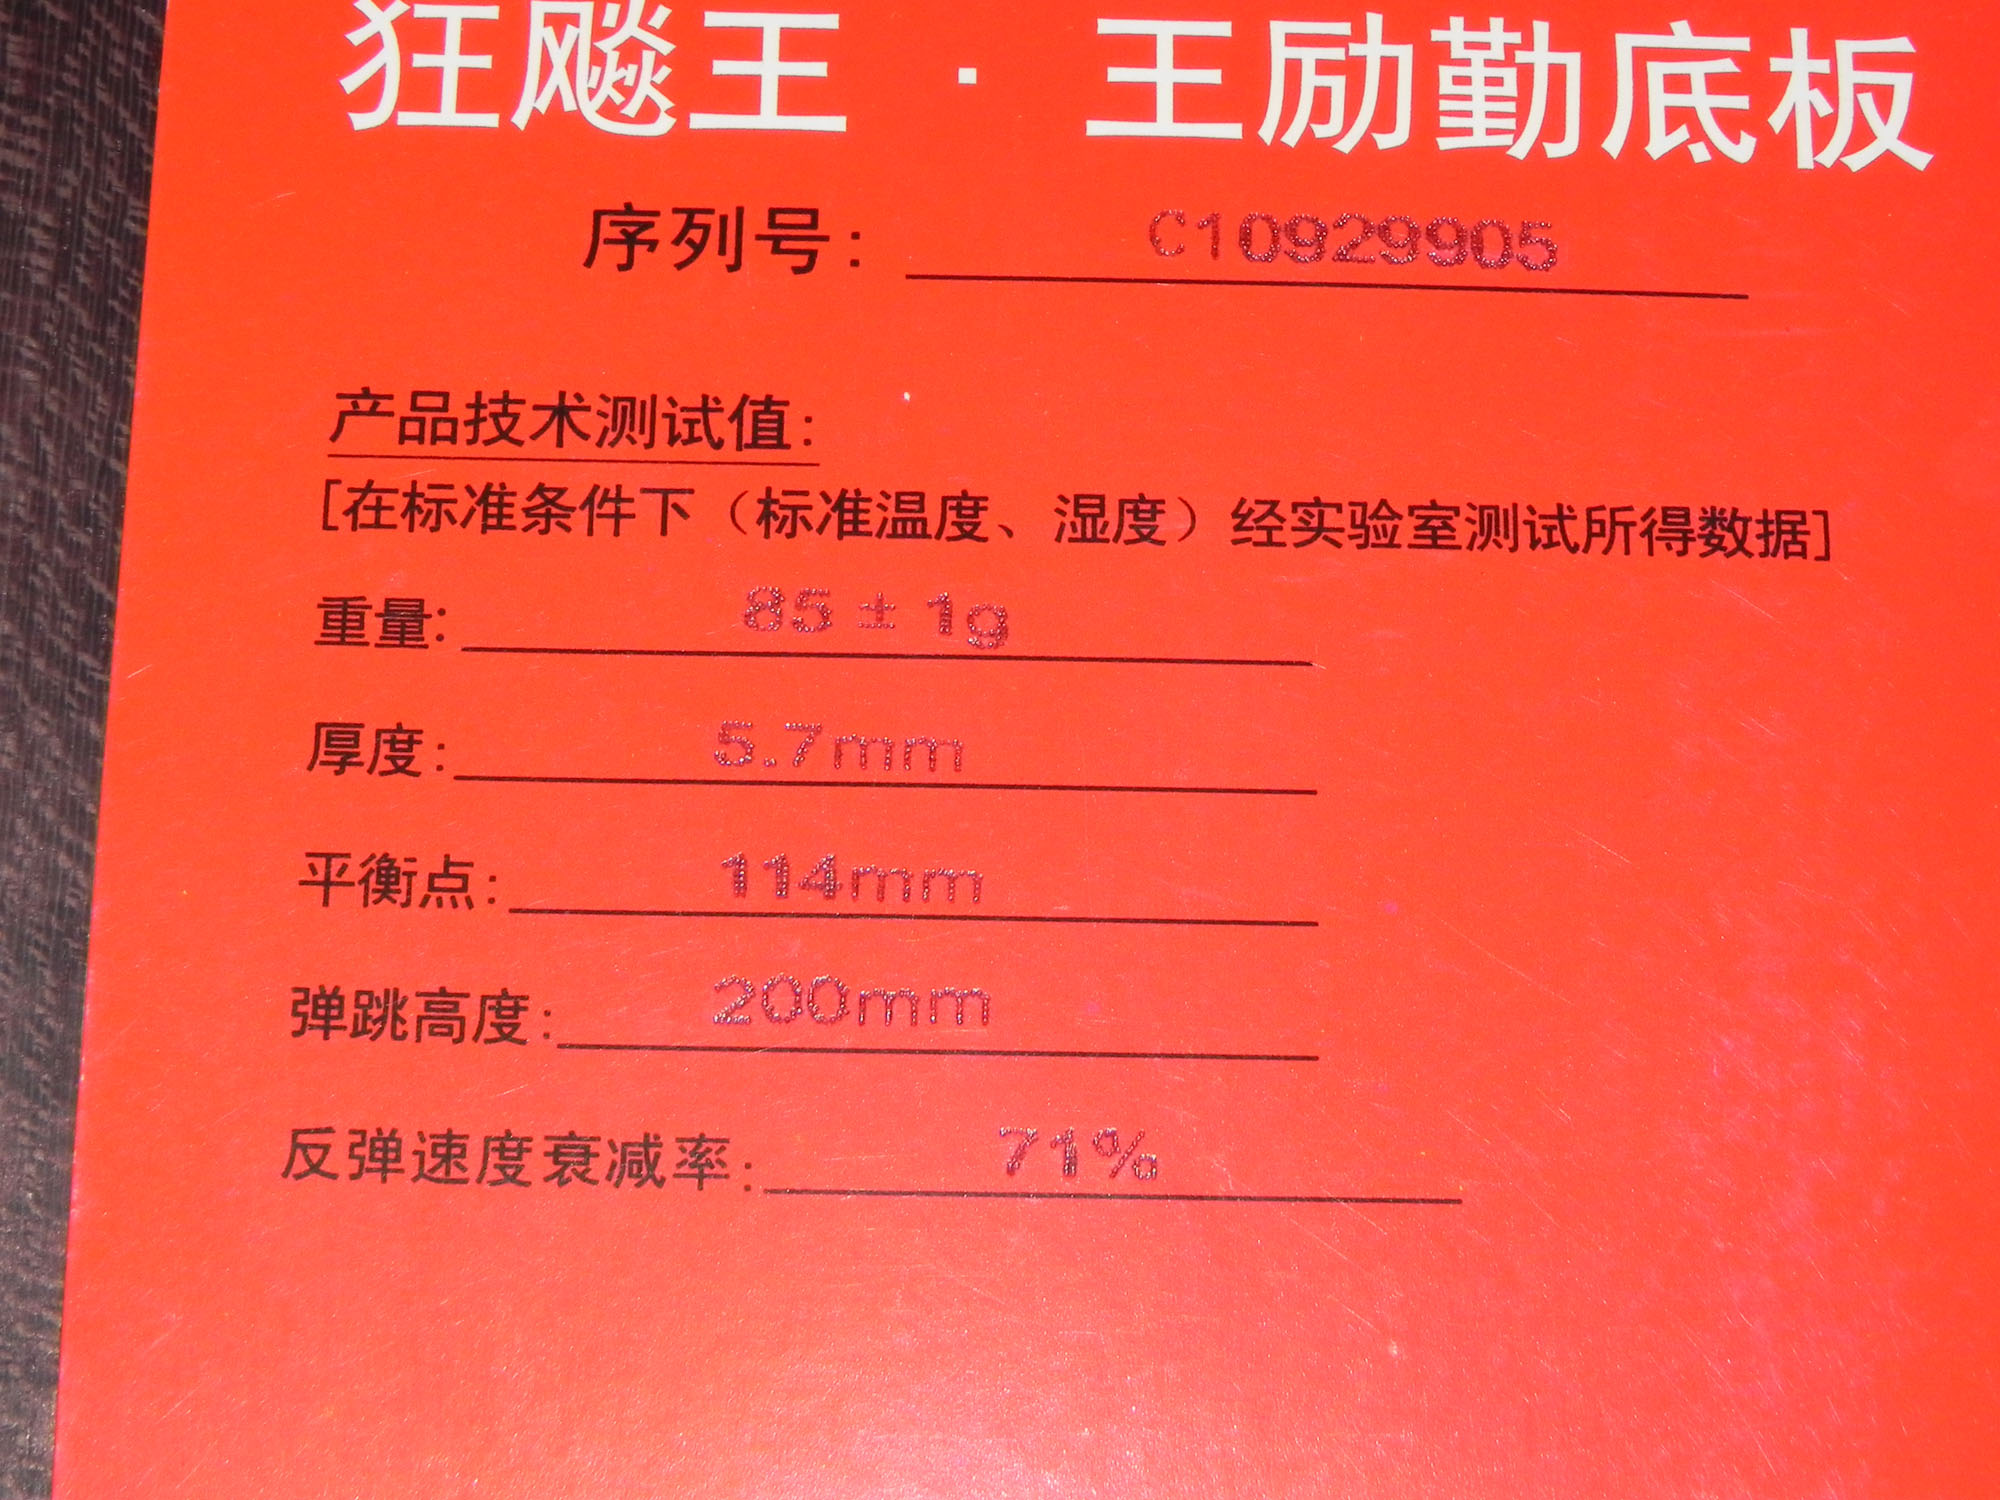 狂飚王·王励勤底板
序列号: C10929905
产品技术测试值:
[在标准条件下（标准温度、湿度）经实验室测试所得数据]
重量: 85±1g
厚度: 5.7mm
平衡点: 114mm
弹跳高度: 200mm
反弹速度衰减率: 71%